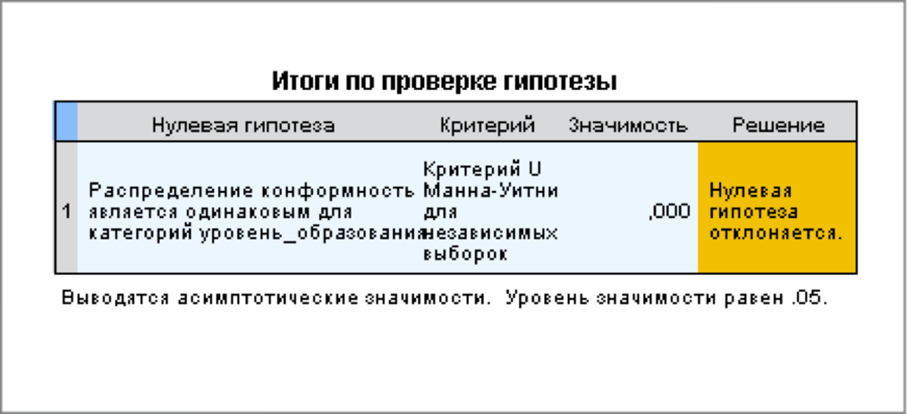 Итоги по проверке гипотезы
Нулевая гипотеза Критерий Значимость Решение
1
Распределение конформность
является одинаковым для
категорий уровень_образования
Критерий U
Манна-Уитни
для
независимых
выборок
,000
Нулевая
гипотеза
отклоняется.
Выводятся асимптотические значимости. Уровень значимости равен .05.